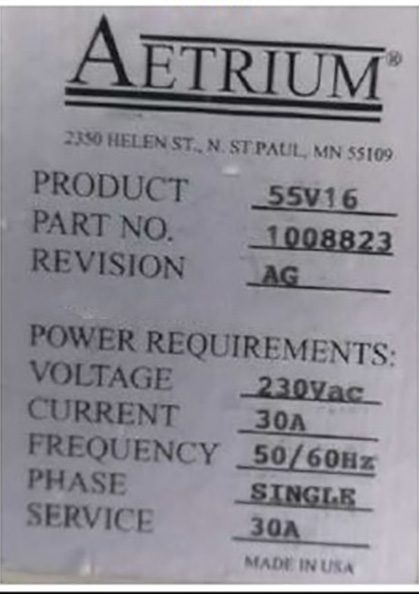 AETRIUM®
2350 HELEN ST., N. ST PAUL, MN 55109
PRODUCT 55V16
PART NO. 1008823
REVISION AG
POWER REQUIREMENTS:
VOLTAGE 230Vac
CURRENT 30A
FREQUENCY 50/60Hz
PHASE SINGLE
SERVICE 30A
MADE IN USA